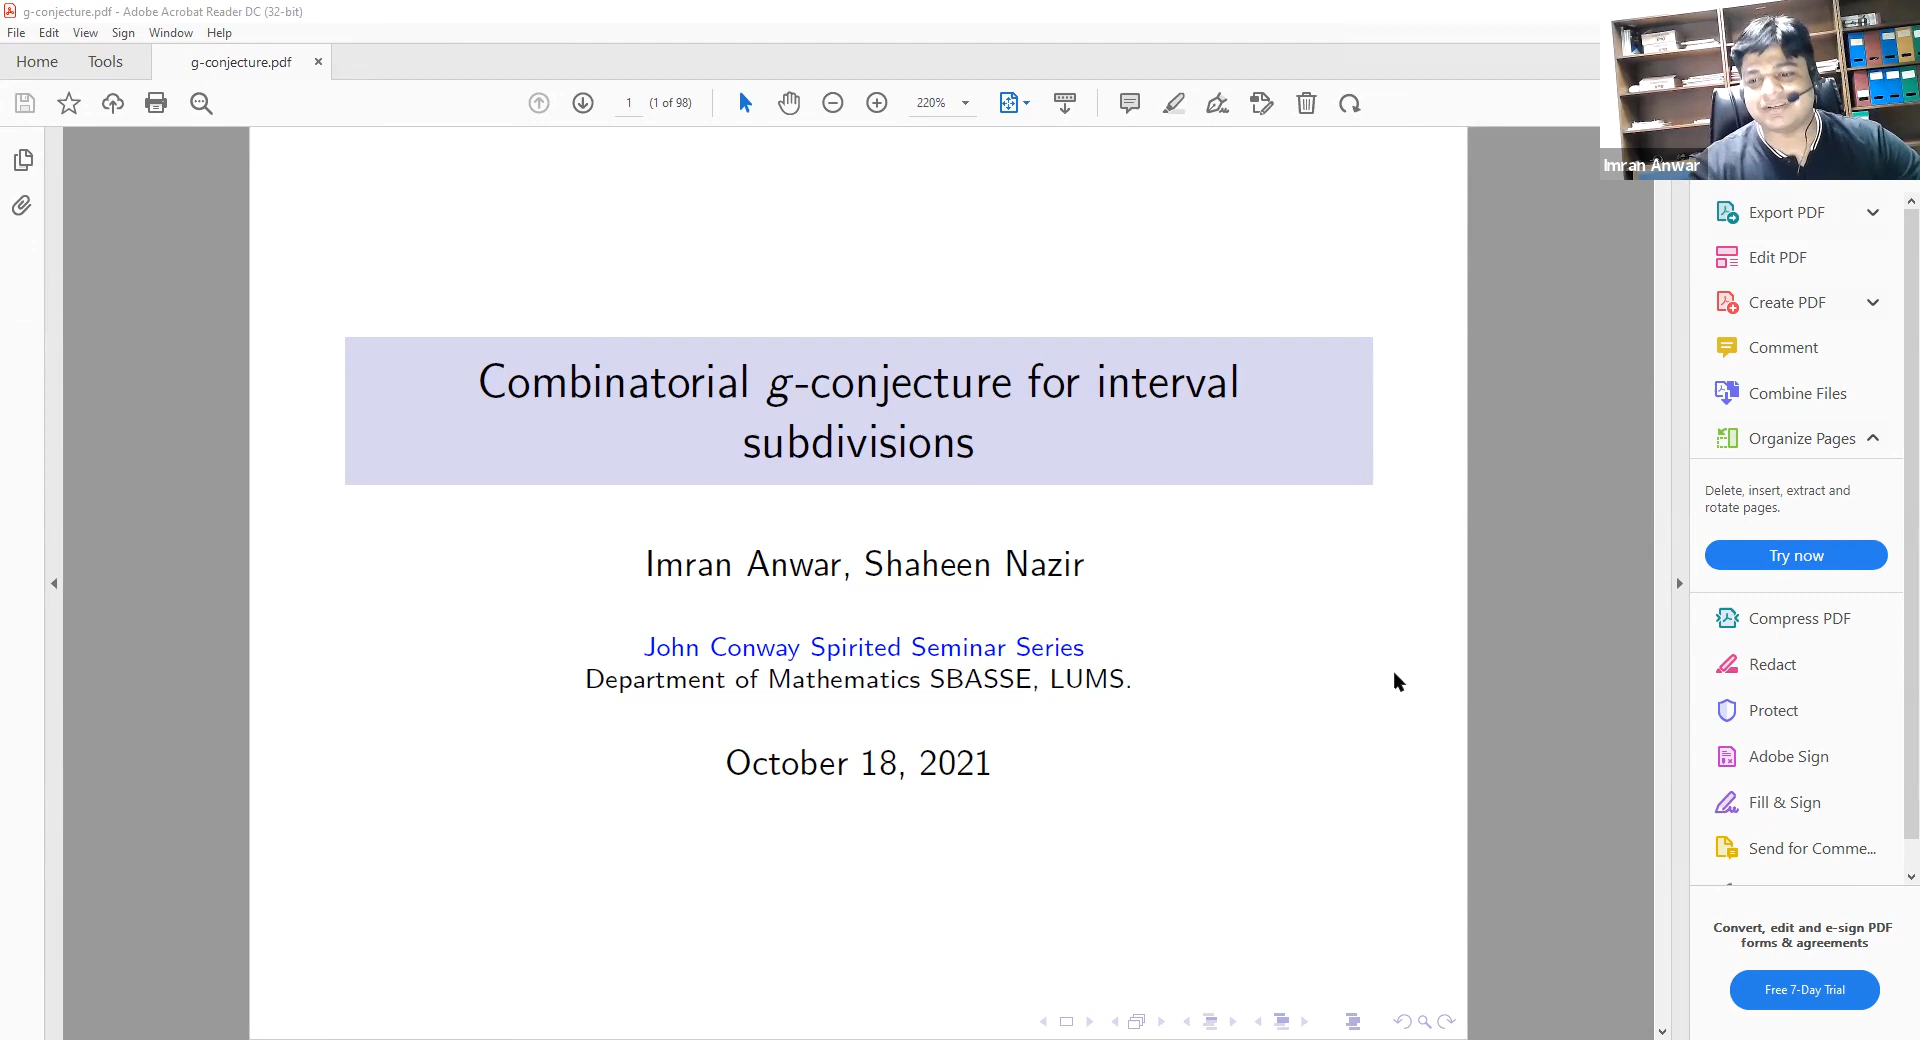 g-conjecture.pdf - Adobe Acrobat Reader DC (32-bit)
File Edit View Sign Window Help
Home Tools g-conjecture.pdf ×
1 (1 of 98) 220%
Imran Anwar
Combinatorial g-conjecture for interval
subdivisions
Imran Anwar, Shaheen Nazir
John Conway Spirited Seminar Series
Department of Mathematics SBASSE, LUMS.
October 18, 2021
Export PDF
Edit PDF
Create PDF
Comment
Combine Files
Organize Pages
Delete, insert, extract and
rotate pages.
Try now
Compress PDF
Redact
Protect
Adobe Sign
Fill & Sign
Send for Comme...
Convert, edit and e-sign PDF
forms & agreements
Free 7-Day Trial